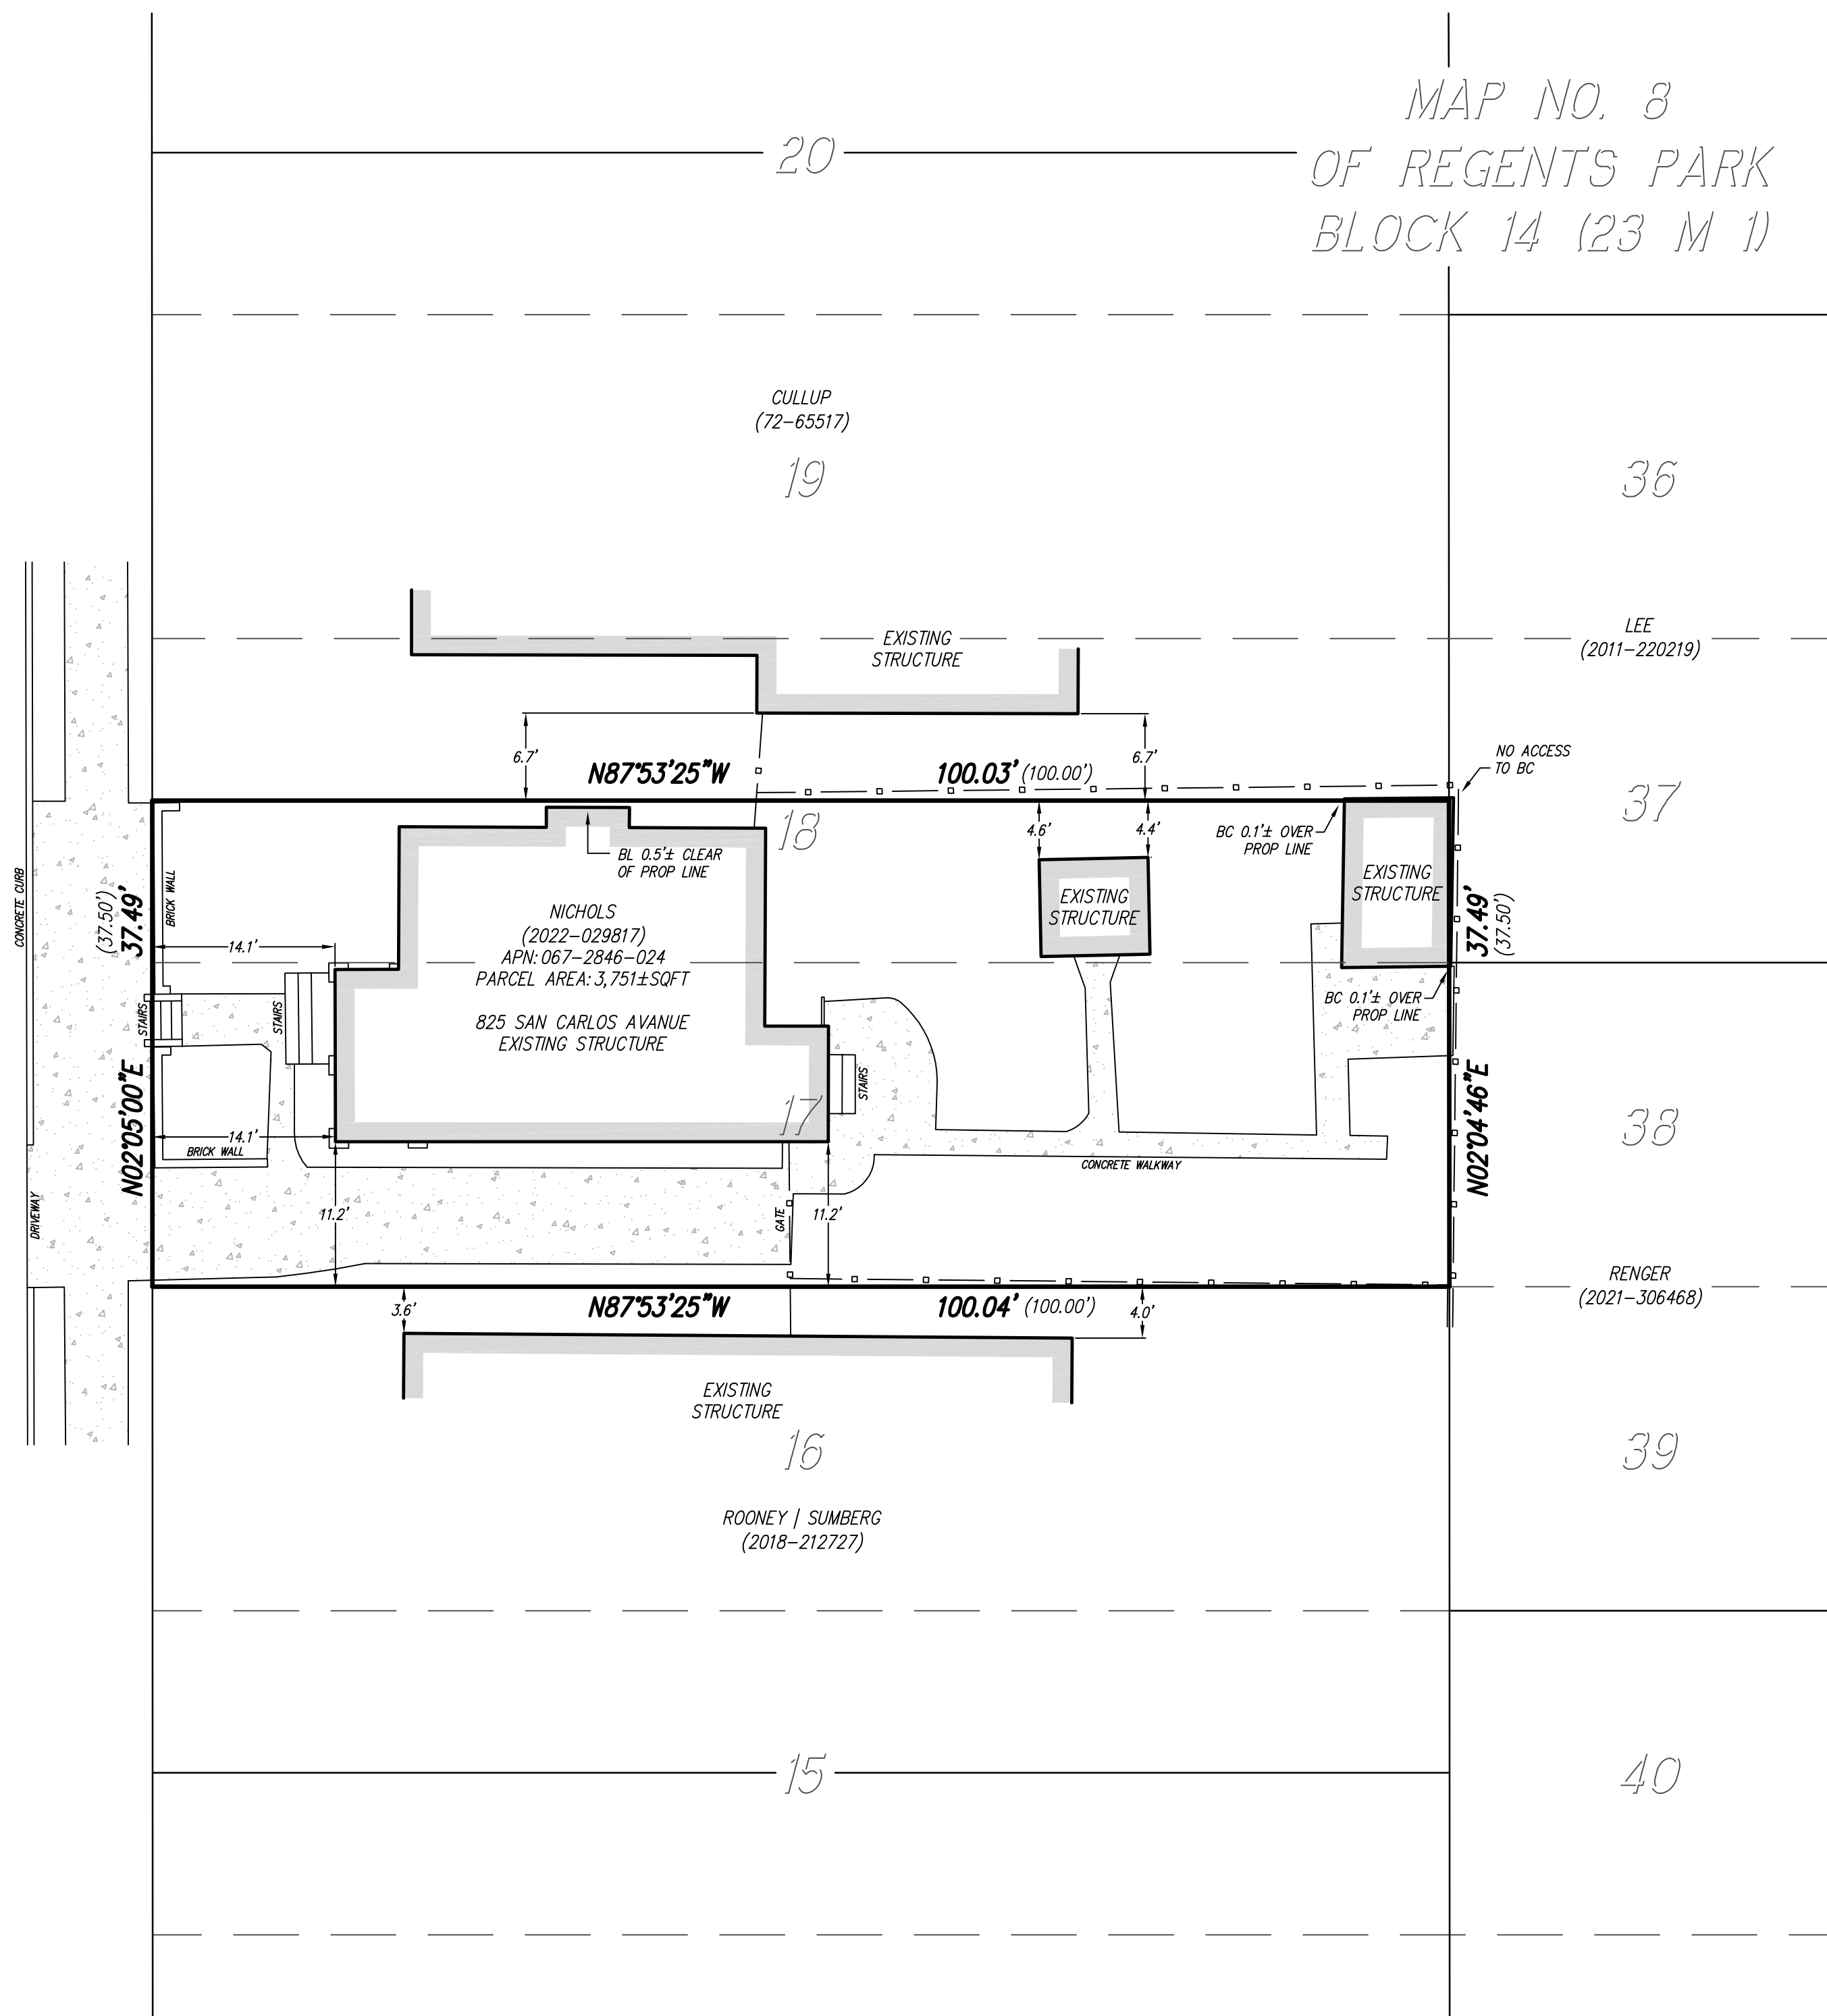 MAP NO. 8
OF REGENTS PARK
BLOCK 14 (23 M 1)
20
CULLUP
(72-65517)
19
36
EXISTING
STRUCTURE
LEE
(2011-220219)
6.7'
6.7'
N87°53'25"W
100.03' (100.00')
NO ACCESS
TO BC
37
18
4.6'
4.4'
BC 0.1'± OVER
PROP LINE
BL 0.5'± CLEAR
OF PROP LINE
EXISTING
STRUCTURE
EXISTING
STRUCTURE
CONCRETE CURB
(37.50')
37.49'
BRICK WALL
14.1'
NICHOLS
(2022-029817)
APN: 067-2846-024
PARCEL AREA: 3,751±SQFT
825 SAN CARLOS AVANUE
EXISTING STRUCTURE
37.49'
(37.50')
BC 0.1'± OVER
PROP LINE
STAIRS
STAIRS
STAIRS
N02°05'00"E
N02°04'46"E
17
38
14.1'
BRICK WALL
CONCRETE WALKWAY
DRIVEWAY
11.2'
GATE
11.2'
3.6'
N87°53'25"W
100.04' (100.00')
4.0'
RENGER
(2021-306468)
EXISTING
STRUCTURE
16
39
ROONEY / SUMBERG
(2018-212727)
15
40